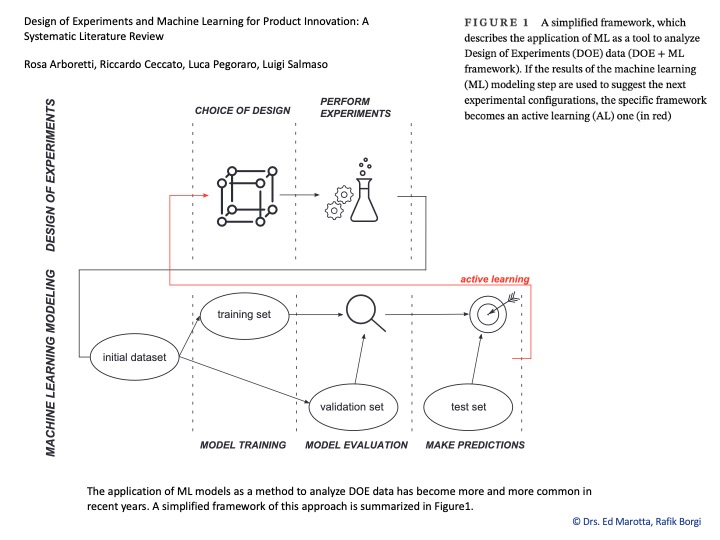 Design of Experiments and Machine Learning for Product Innovation: A
Systematic Literature Review
Rosa Arboretti, Riccardo Ceccato, Luca Pegoraro, Luigi Salmaso
FIGURE 1 A simplified framework, which
describes the application of ML as a tool to analyze
Design of Experiments (DOE) data (DOE + ML
framework). If the results of the machine learning
(ML) modeling step are used to suggest the next
experimental configurations, the specific framework
becomes an active learning (AL) one (in red)
DESIGN OF EXPERIMENTS
CHOICE OF DESIGN
PERFORM
EXPERIMENTS
MACHINE LEARNING MODELING
active learning
training set
initial dataset
validation set
test set
MODEL TRAINING
MODEL EVALUATION
MAKE PREDICTIONS
The application of ML models as a method to analyze DOE data has become more and more common in
recent years. A simplified framework of this approach is summarized in Figure1.
© Drs. Ed Marotta, Rafik Borgi